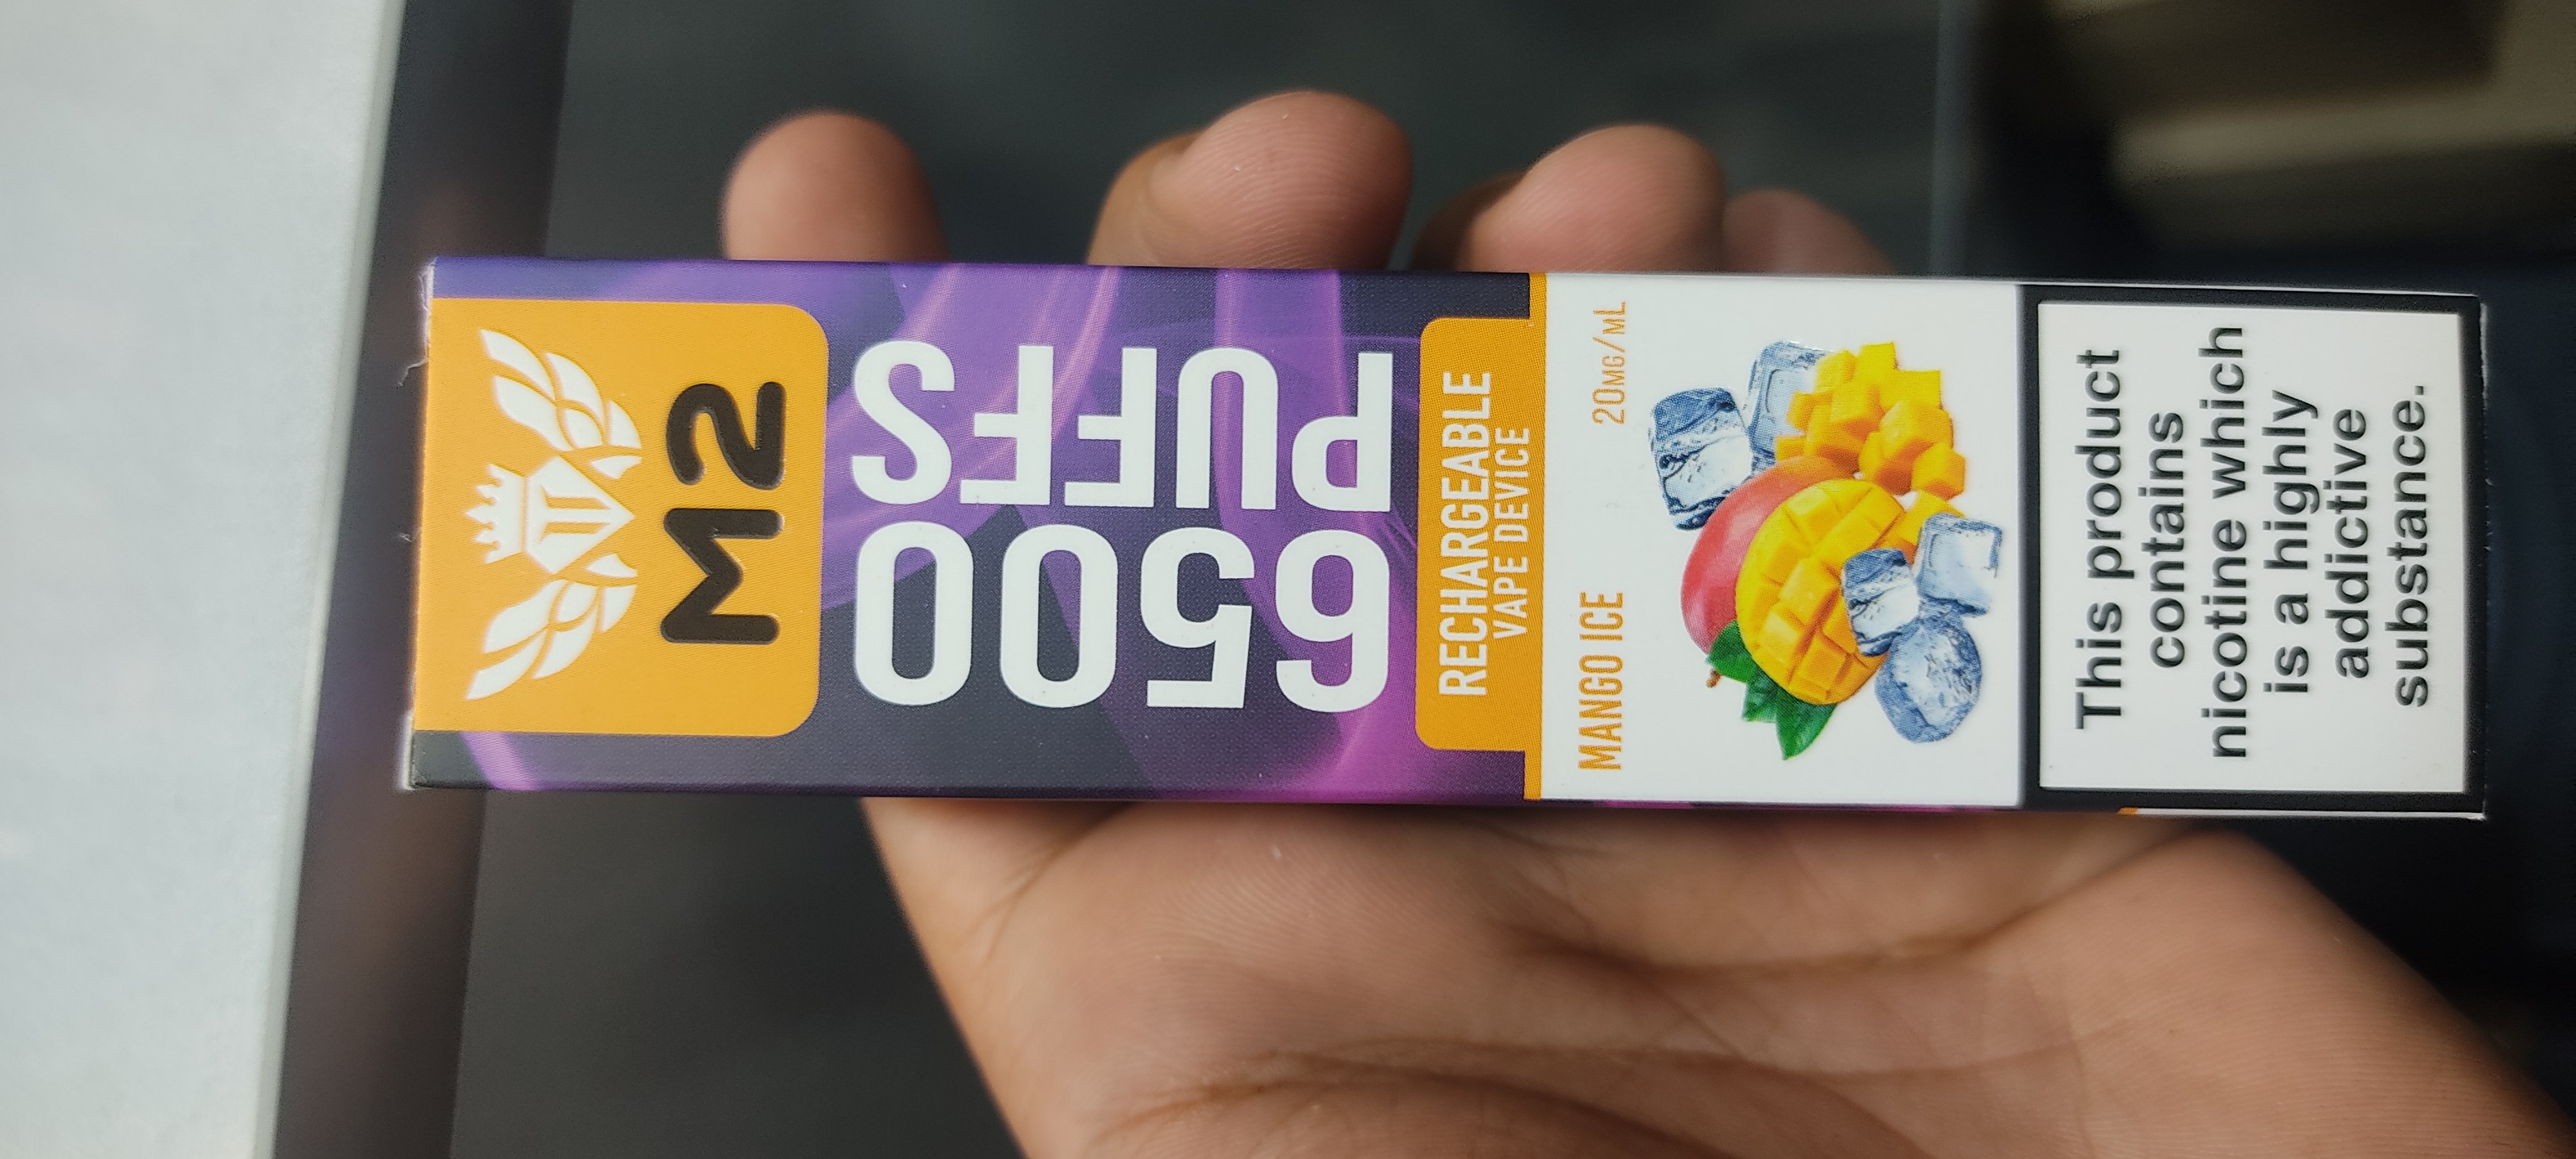 M2
6500
PUFFS
RECHARGEABLE
VAPE DEVICE
MANGO ICE 20MG/ML
This product
contains
nicotine which
is a highly
addictive
substance.